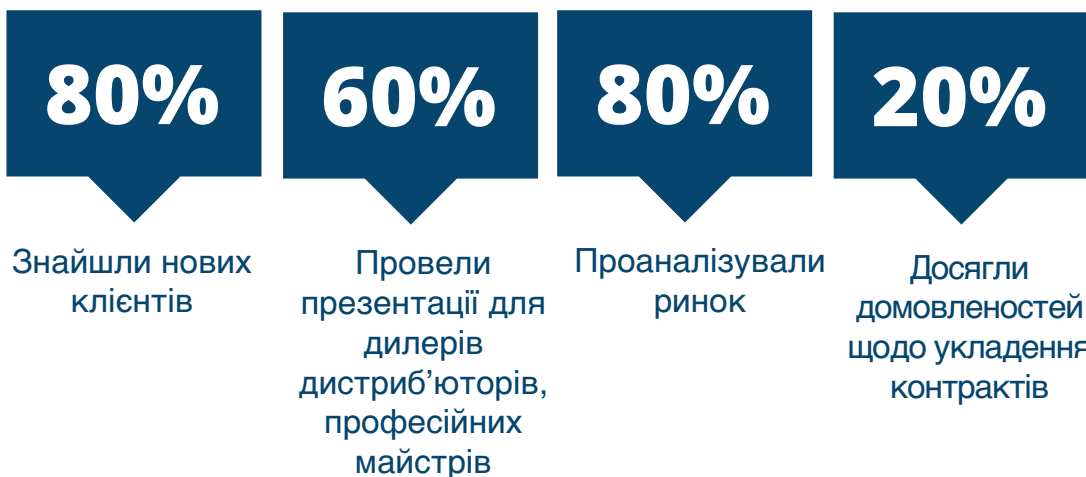 80%
Знайшли нових
клієнтів
60%
Провели
презентації для
дилерів
дистриб’юторів,
професійних
майстрів
80%
Проаналізували
ринок
20%
Досягли
домовленостей
щодо укладення
контрактів